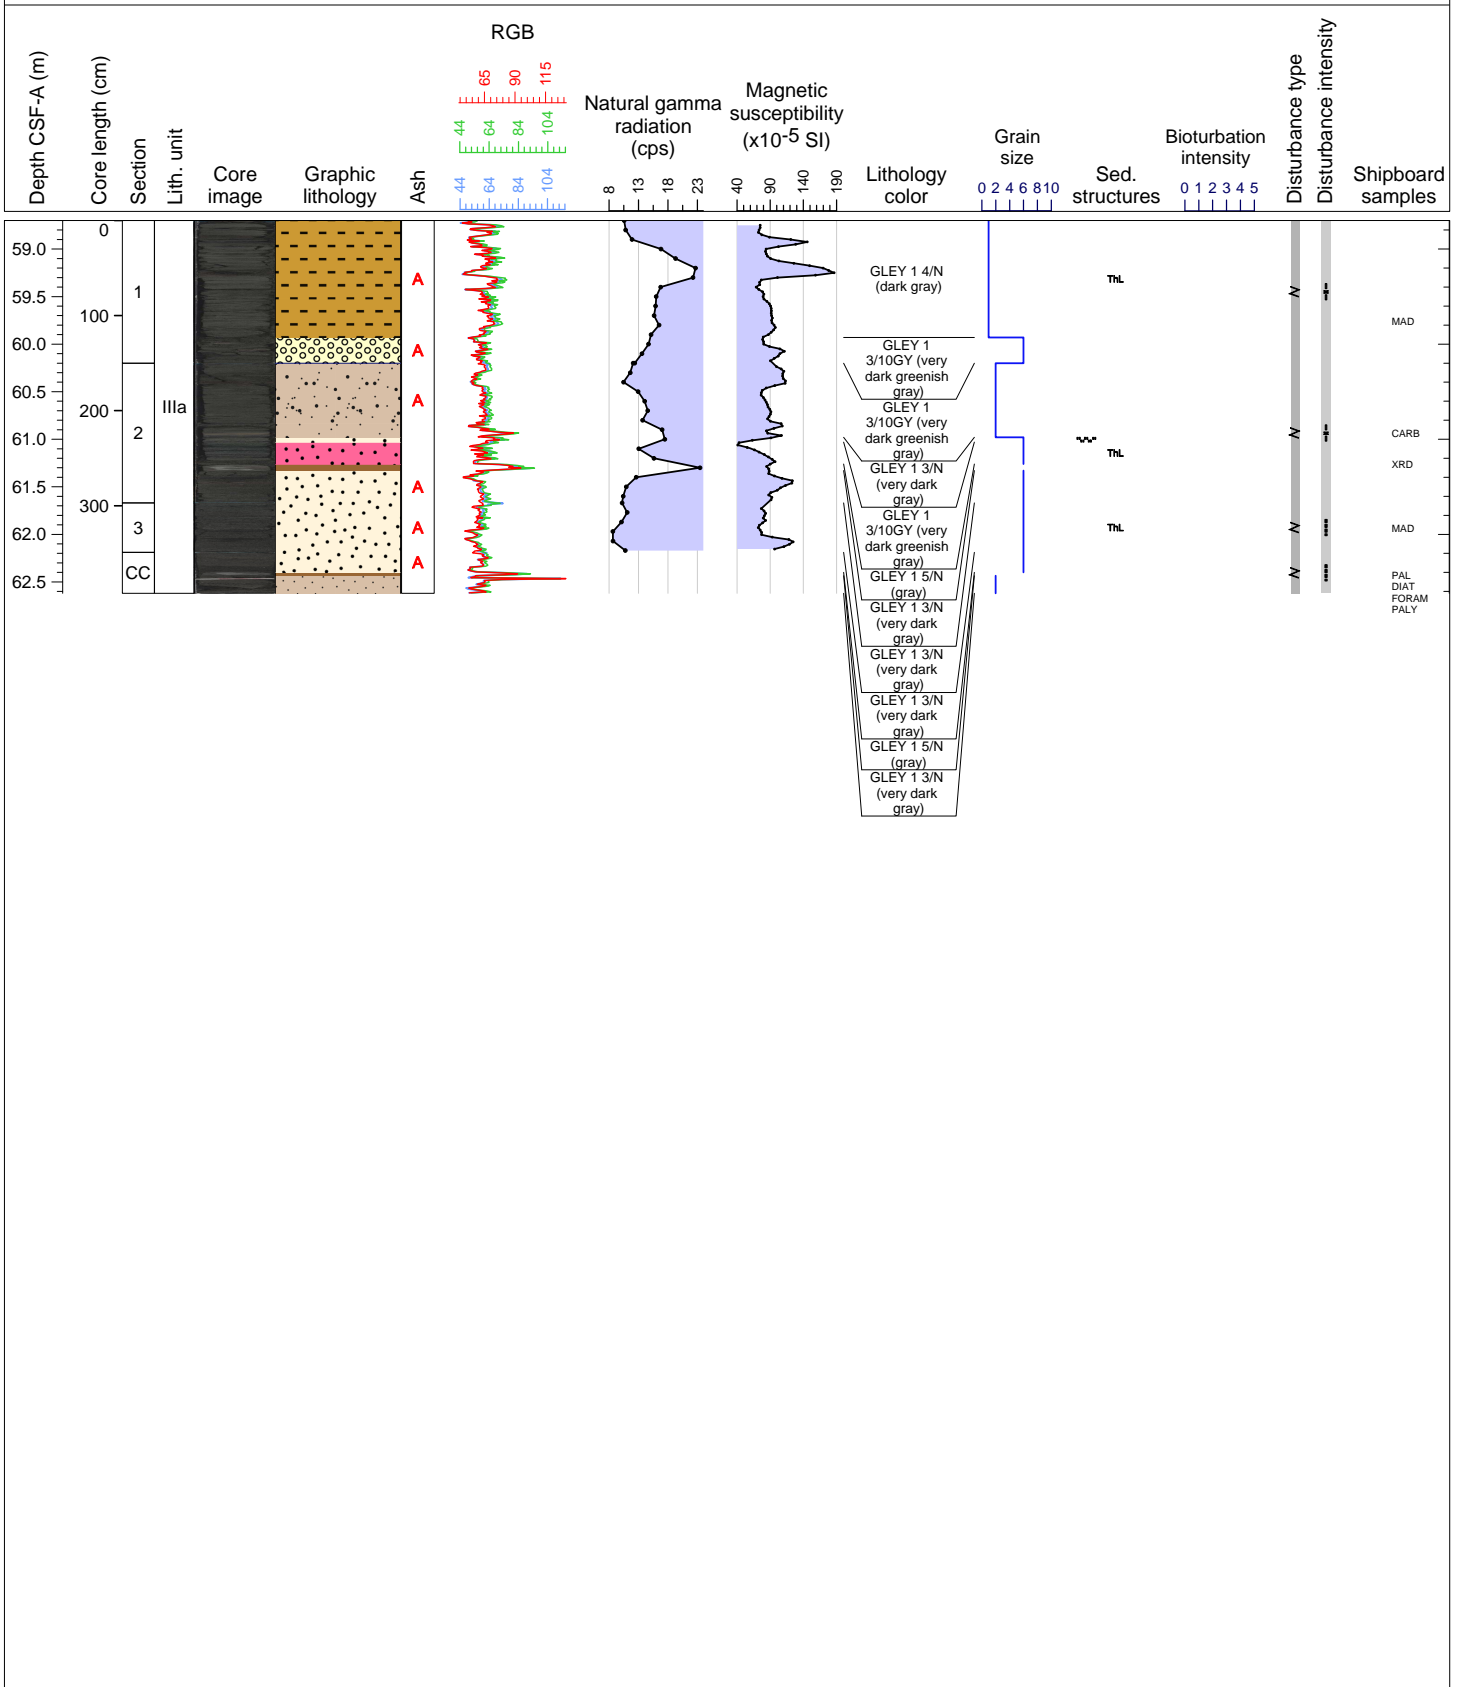 Depth CSF-A (m)
Core length (cm)
Section
Lith. unit
Core
image
Graphic
lithology
Ash
RGB
65 90 115
44 64 84 104
44 64 84 104
Natural gamma
radiation
(cps)
8 13 18 23
Magnetic
susceptibility
(x10-5 SI)
40 90 140 190
Lithology
color
Grain
size
0 2 4 6 8 10
Sed.
structures
Bioturbation
intensity
0 1 2 3 4 5
Disturbance type
Disturbance intensity
Shipboard
samples
59.0
59.5
60.0
60.5
61.0
61.5
62.0
62.5
0
100
200
300
1
2
3
CC
IIIa
A
A
A
A
A
A
GLEY 1 4/N
(dark gray)
GLEY 1
3/10GY (very
dark greenish
gray)
GLEY 1
3/10GY (very
dark greenish
gray)
GLEY 1 3/N
(very dark
gray)
GLEY 1
3/10GY (very
dark greenish
gray)
GLEY 1 5/N
(gray)
GLEY 1 3/N
(very dark
gray)
GLEY 1 3/N
(very dark
gray)
GLEY 1 3/N
(very dark
gray)
GLEY 1 5/N
(gray)
GLEY 1 3/N
(very dark
gray)
ThL
ThL
ThL
MAD
CARB
XRD
MAD
PAL
DIAT
FORAM
PALY